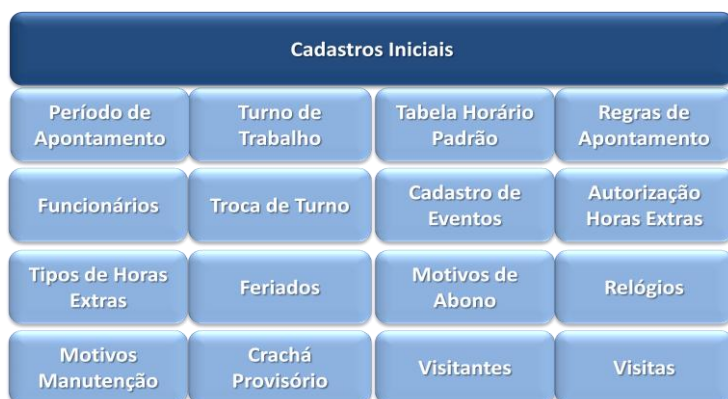 Cadastros Iniciais
Período de
Apontamento
Turno de
Trabalho
Tabela Horário
Padrão
Regras de
Apontamento
Funcionários
Troca de Turno
Cadastro de
Eventos
Autorização
Horas Extras
Tipos de Horas
Extras
Feriados
Motivos de
Abono
Relógios
Motivos
Manutenção
Crachá
Provisório
Visitantes
Visitas